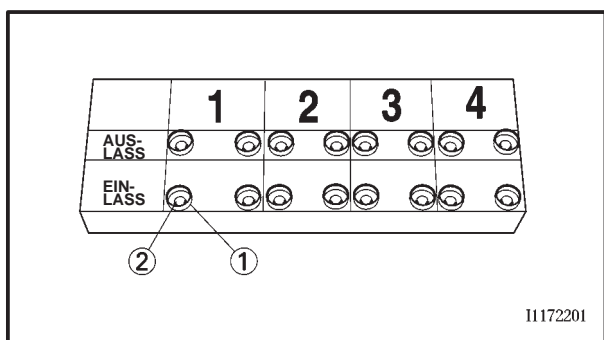 1 2 3 4
AUS-
LASS
EIN-
LASS
2 1
I1172201